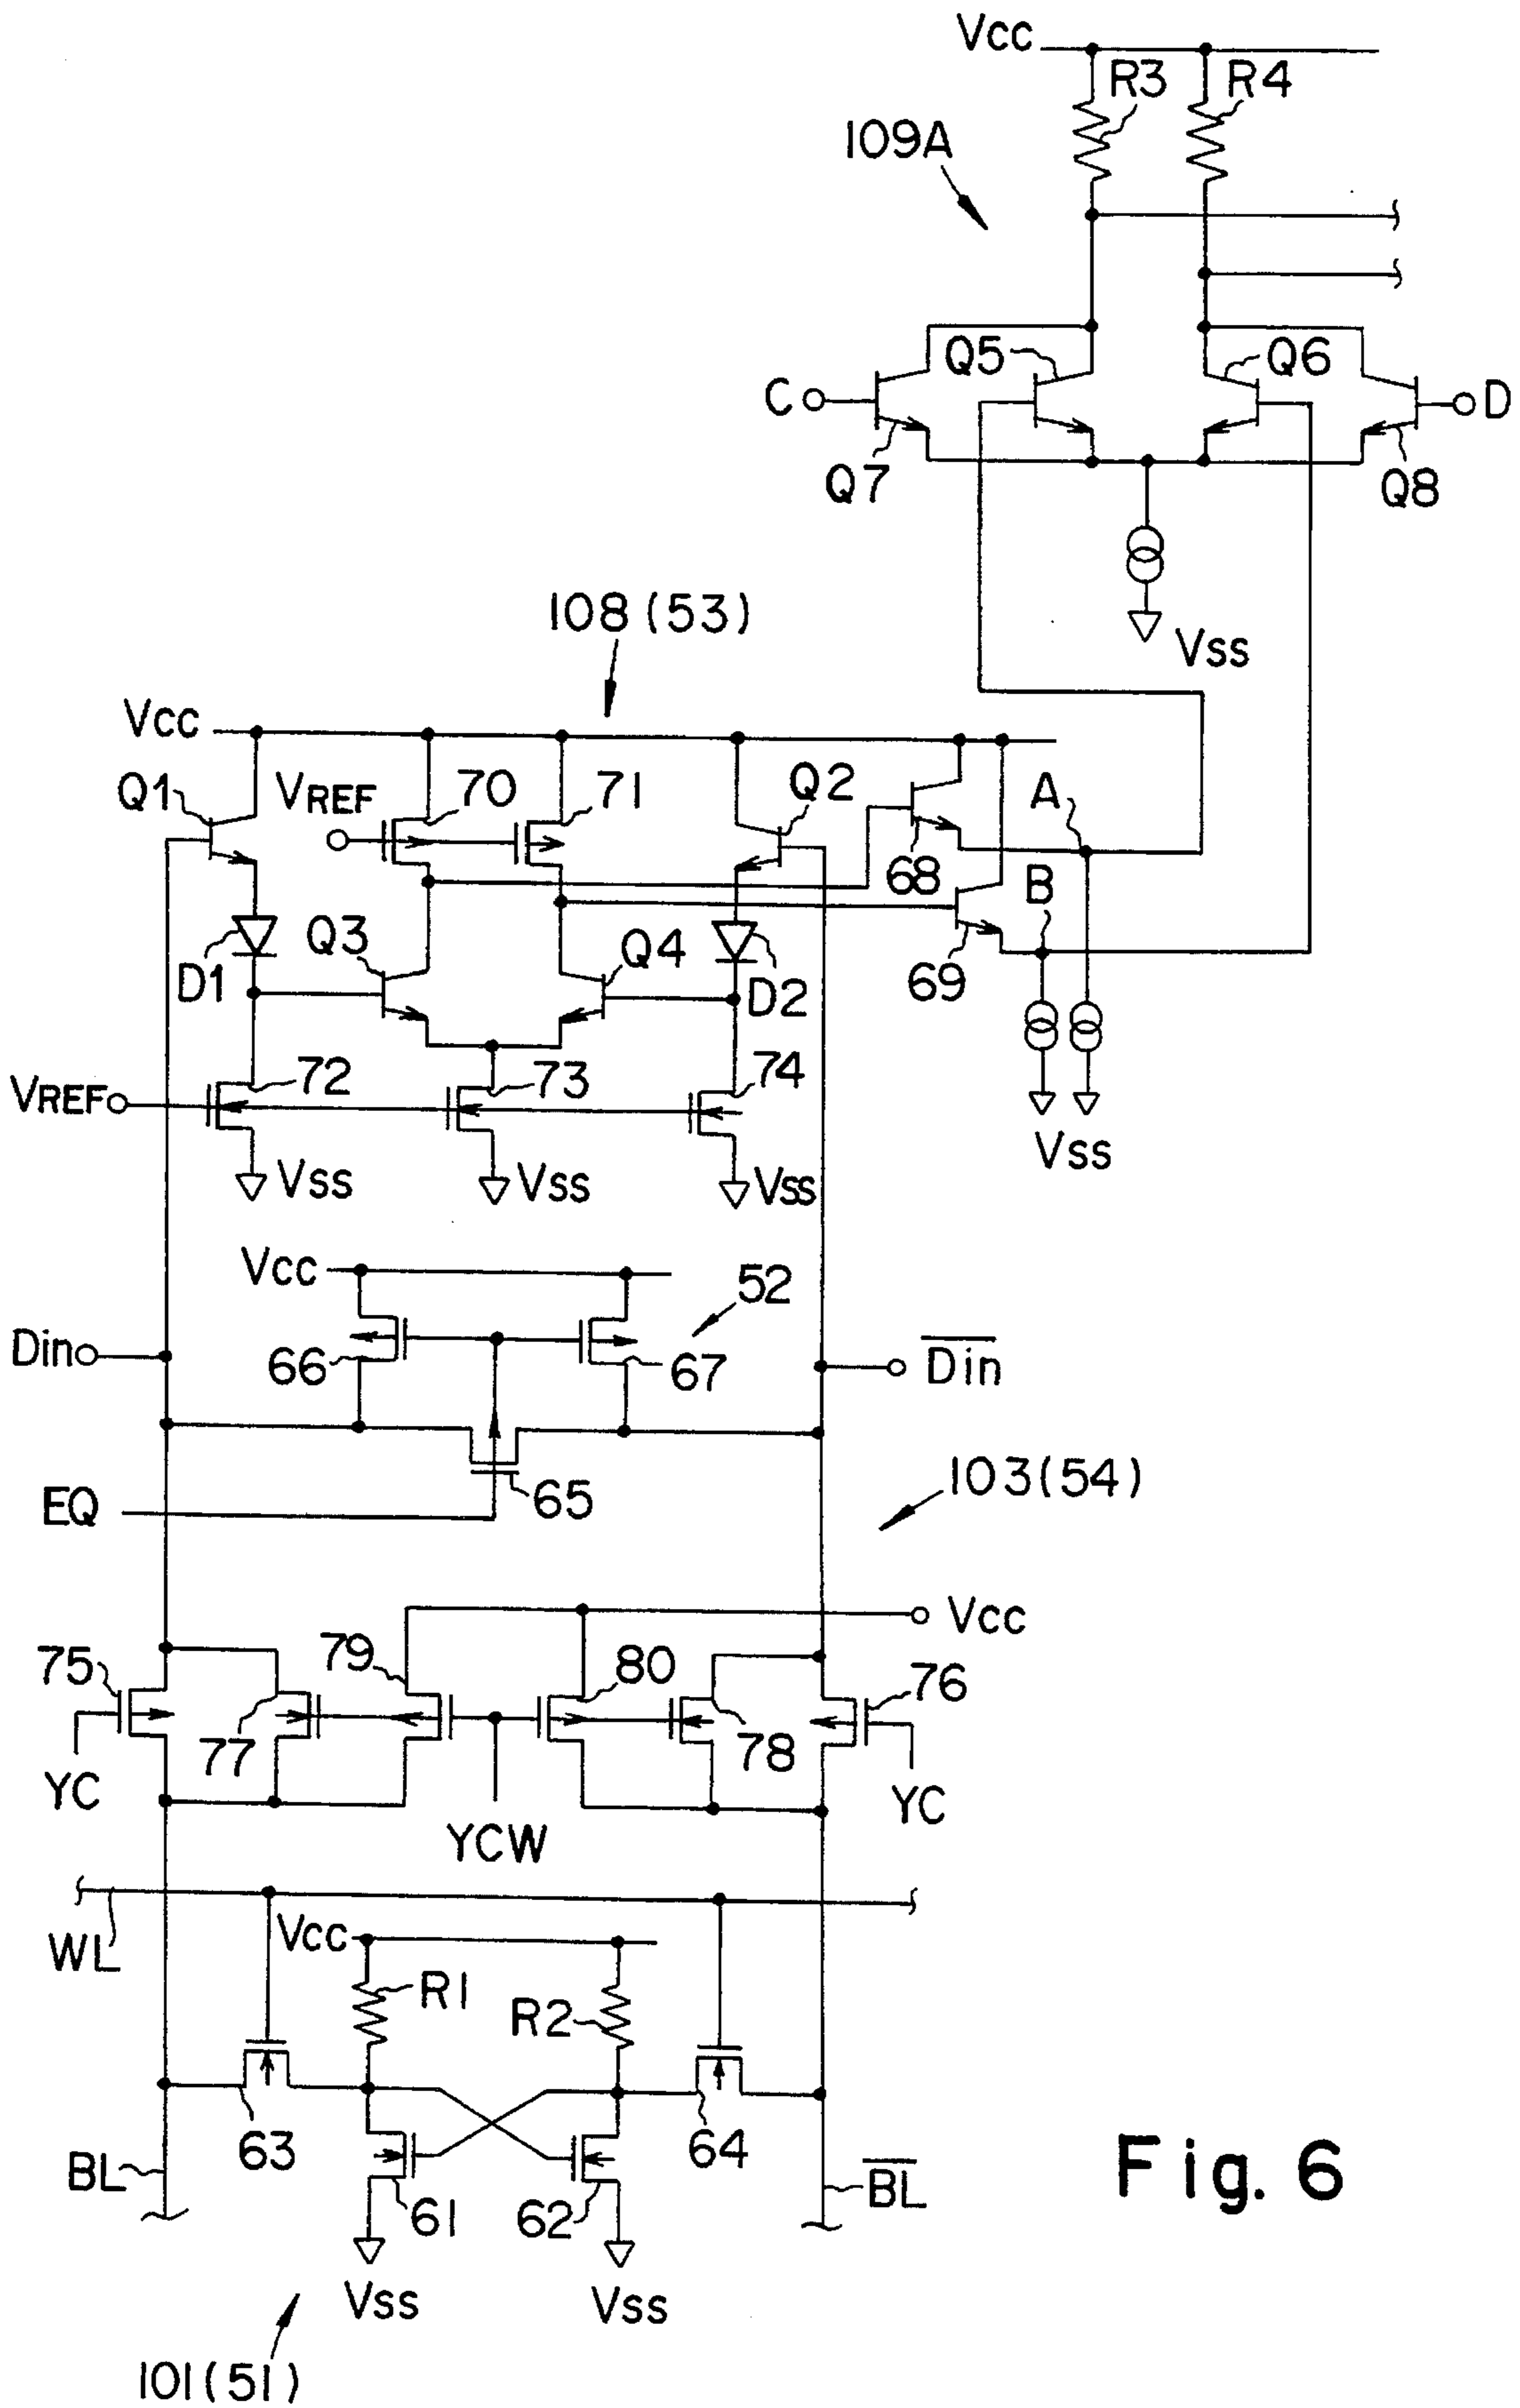 Vcc
R3 R4
109A
Q5 Q6
C D
Q7 Q8
Vss
108 (53)
Vcc
Q1 VREF 70 71 Q2 A
68 B
Q3 Q4
D1 D2 69
72 73 74
VREF
Vss Vss Vss Vss
Vcc
52
Din 66 67 Din
EQ 65 103(54)
Vcc
75 79 80 76
77 78
YC YCW YC
WL Vcc
R1 R2
63 64
BL 61 62 BL
Vss Vss
101(51)
Fig. 6